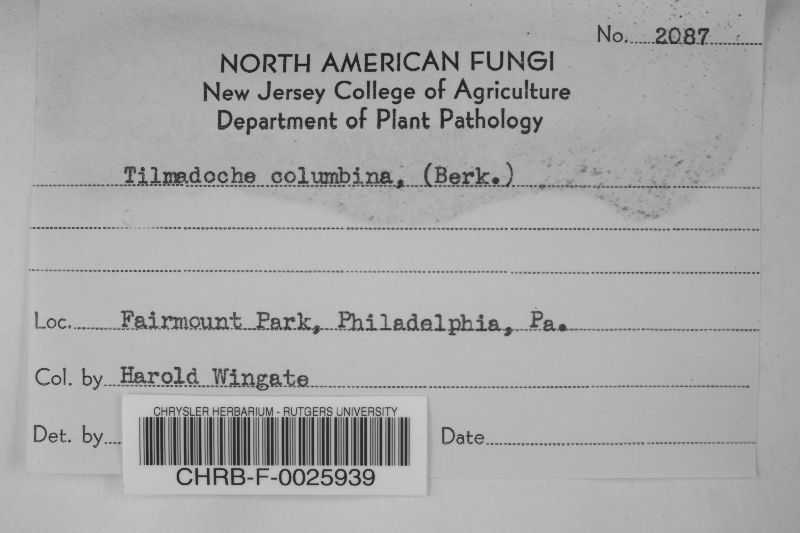 No. 2087
NORTH AMERICAN FUNGI
New Jersey College of Agriculture
Department of Plant Pathology
Tilmadoche columbina, (Berk.)
Loc. Fairmount Park, Philadelphia, Pa.
Col. by Harold Wingate
Det. by
Date
CHRYSLER HERBARIUM - RUTGERS UNIVERSITY
CHRB-F-0025939